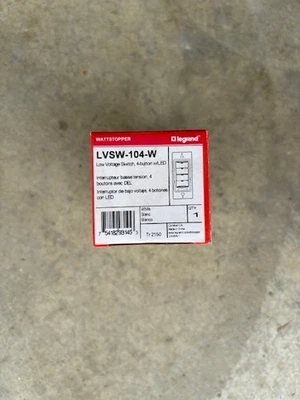 WATTSTOPPER
legrand
LVSW-104-W
Low Voltage Switch, 4-button w/LED
Interrupteur basse tension, 4
boutons avec DEL
Interruptor de bajo voltaje, 4 botones
con LED
White
Blanc
Blanco
QTY
1